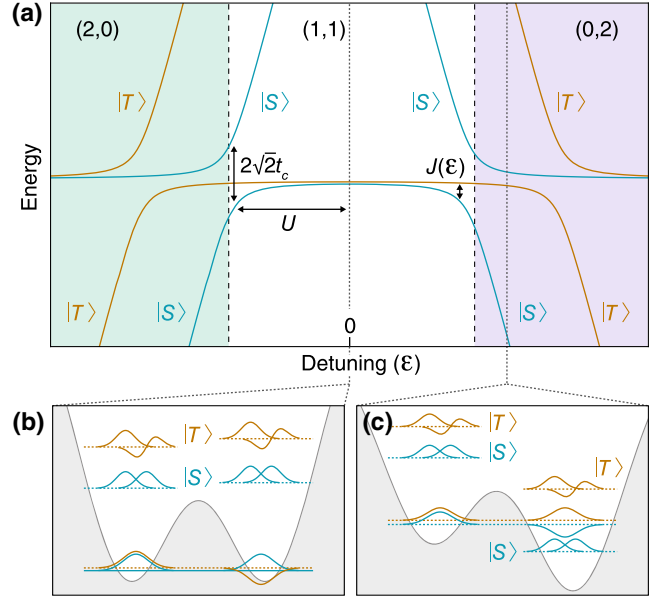 (a)
(2,0) (1,1) (0,2)
|T⟩ |S⟩ |S⟩ |T⟩
2√2t_c J(ℰ)
U
|T⟩ |S⟩ |S⟩ |T⟩
Energy
0
Detuning (ℰ)
(b)
|T⟩
|S⟩
(c)
|T⟩
|S⟩
|T⟩
|S⟩